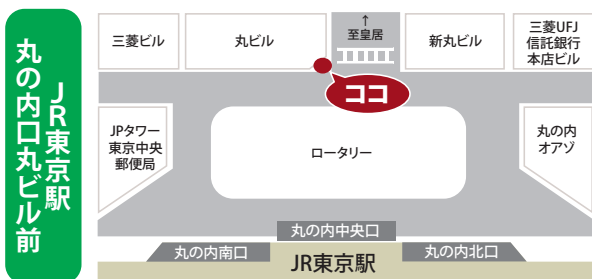 JR東京駅
丸の内口丸ビル前
三菱ビル
丸ビル
↑
至皇居
新丸ビル
三菱UFJ
信託銀行
本店ビル
ココ
JPタワー
東京中央
郵便局
ロータリー
丸の内
オアゾ
丸の内中央口
丸の内南口
丸の内北口
JR東京駅